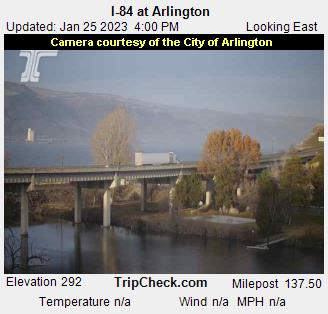 I-84 at Arlington
Updated: Jan 25 2023 4:00 PM Looking East
Camera courtesy of the City of Arlington
Elevation 292 TripCheck.com Milepost 137.50
Temperature n/a Wind n/a MPH n/a